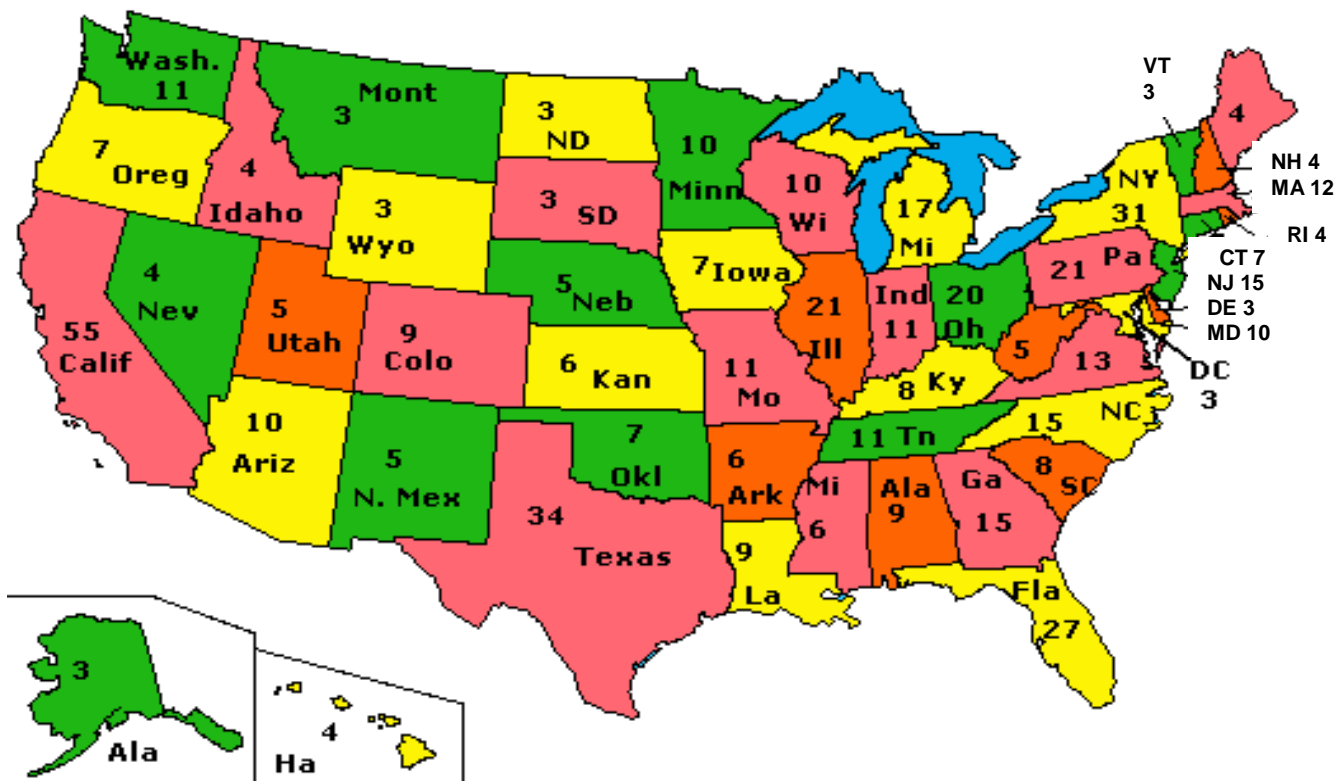 Wash.
11
Mont
3
3
ND
10
Minn
7
Oreg
4
Idaho
3
Wyo
3 SD
10
Wi
17
Mi
VT
3
4
NH 4
MA 12
RI 4
CT 7
NJ 15
DE 3
MD 10
DC
3
NY
31
21 Pa
55
Calif
4
Nev
5
Utah
9
Colo
5 Neb
7 Iowa
6 Kan
11
Mo
21
Ill
Ind
11
20
Oh
5
13
8 Ky
11 Tn
15 NC
10
Ariz
5
N. Mex
7
Okl
6
Ark
34
Texas
9
La
Mi
6
Ala
9
Ga
15
8
SC
Fla
27
3
Ala
4
Ha